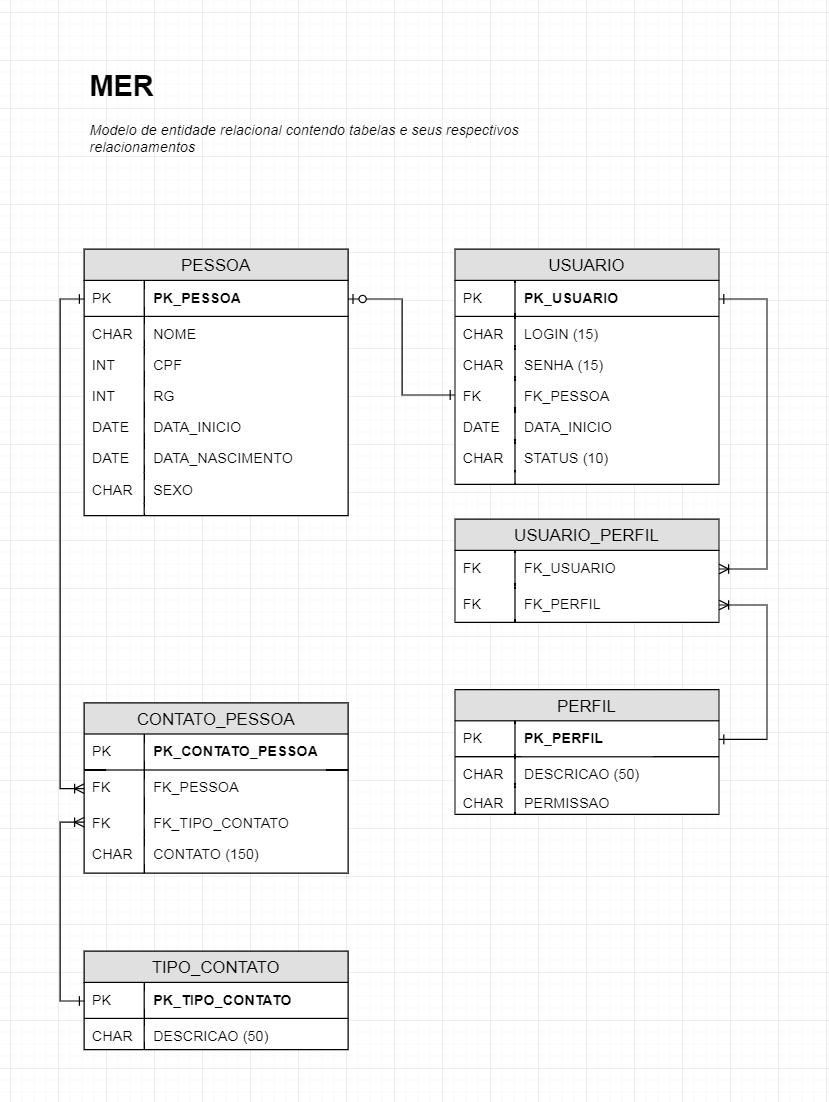 MER
Modelo de entidade relacional contendo tabelas e seus respectivos
relacionamentos
PESSOA
PK PK_PESSOA
CHAR NOME
INT CPF
INT RG
DATE DATA_INICIO
DATE DATA_NASCIMENTO
CHAR SEXO
USUARIO
PK PK_USUARIO
CHAR LOGIN (15)
CHAR SENHA (15)
FK FK_PESSOA
DATE DATA_INICIO
CHAR STATUS (10)
USUARIO_PERFIL
FK FK_USUARIO
FK FK_PERFIL
PERFIL
PK PK_PERFIL
CHAR DESCRICAO (50)
CHAR PERMISSAO
CONTATO_PESSOA
PK PK_CONTATO_PESSOA
FK FK_PESSOA
FK FK_TIPO_CONTATO
CHAR CONTATO (150)
TIPO_CONTATO
PK PK_TIPO_CONTATO
CHAR DESCRICAO (50)